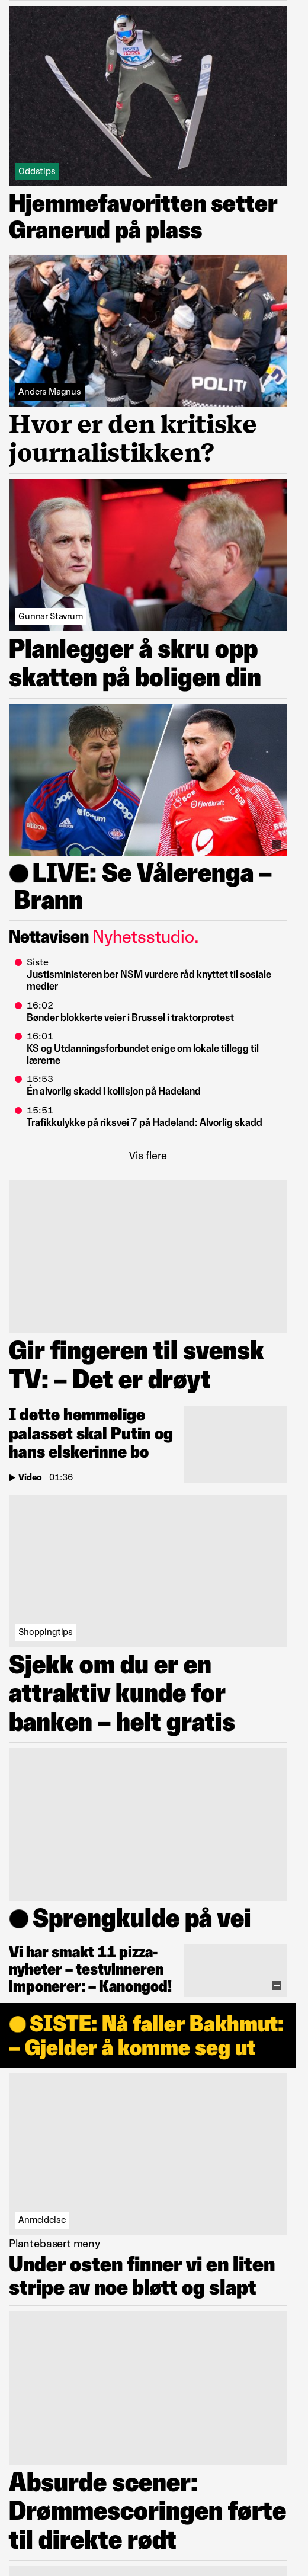 Oddstips
Hjemmefavoritten setter
Granerud på plass
POLITI
Anders Magnus
Hvor er den kritiske
journalistikken?
Gunnar Stavrum
Planlegger å skru opp
skatten på boligen din
● LIVE: Se Vålerenga –
Brann
Nettavisen Nyhetsstudio.
Siste
Justisministeren ber NSM vurdere råd knyttet til sosiale
medier
16:02
Bønder blokkerte veier i Brussel i traktorprotest
16:01
KS og Utdanningsforbundet enige om lokale tillegg til
lærerne
15:53
Én alvorlig skadd i kollisjon på Hadeland
15:51
Trafikkulykke på riksvei 7 på Hadeland: Alvorlig skadd
Vis flere
Gir fingeren til svensk
TV: – Det er drøyt
I dette hemmelige
palasset skal Putin og
hans elskerinne bo
Video | 01:36
Shoppingtips
Sjekk om du er en
attraktiv kunde for
banken – helt gratis
● Sprengkulde på vei
Vi har smakt 11 pizza-
nyheter – testvinneren
imponerer: – Kanongod!
● SISTE: Nå faller Bakhmut:
– Gjelder å komme seg ut
Anmeldelse
Plantebasert meny
Under osten finner vi en liten
stripe av noe bløtt og slapt
Absurde scener:
Drømmescoringen førte
til direkte rødt